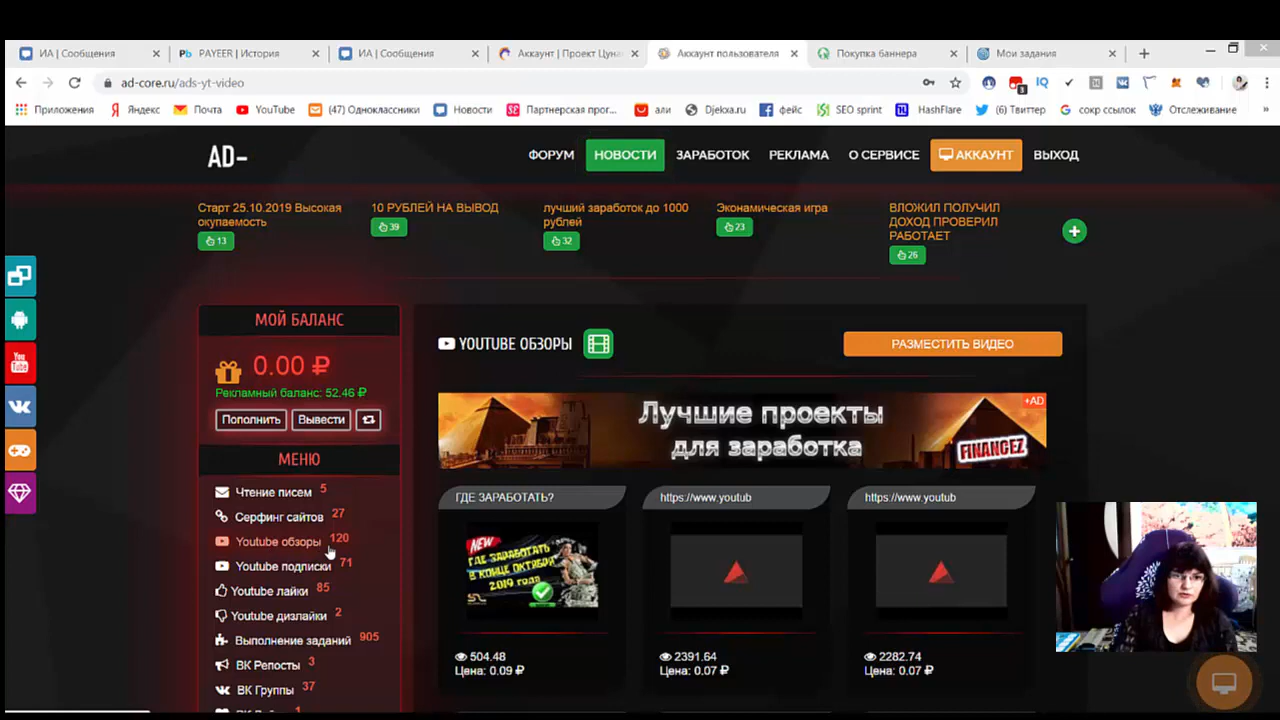 ИА | Сообщения
PAYEER | История
ИА | Сообщения
Аккаунт | Проект Цунам
Аккаунт пользователя
Покупка баннера
Мои задания
ad-core.ru/ads-yt-video
Приложения
Яндекс
Почта
YouTube
(47) Одноклассники
Новости
Партнерская прог...
али
Djekxa.ru
фейс
SEO sprint
HashFlare
(6) Твиттер
сокр ссылок
Отслеживание
AD-
ФОРУМ
НОВОСТИ
ЗАРАБОТОК
РЕКЛАМА
О СЕРВИСЕ
АККАУНТ
ВЫХОД
Старт 25.10.2019 Высокая
окупаемость
13
10 РУБЛЕЙ НА ВЫВОД
39
лучший заработок до 1000
рублей
32
Экономическая игра
23
ВЛОЖИЛ ПОЛУЧИЛ
ДОХОД ПРОВЕРИЛ
РАБОТАЕТ
26
МОЙ БАЛАНС
0.00 ₽
Рекламный баланс: 52.46 ₽
Пополнить
Вывести
МЕНЮ
Чтение писем 5
Серфинг сайтов 27
Youtube обзоры 120
Youtube подписки 71
Youtube лайки 85
Youtube дизлайки 2
Выполнение заданий 905
ВК Репосты 3
ВК Группы 37
YOUTUBE ОБЗОРЫ
РАЗМЕСТИТЬ ВИДЕО
+AD
Лучшие проекты
для заработка
FINANCEZ
ГДЕ ЗАРАБОТАТЬ?
NEW
ГДЕ ЗАРАБОТАТЬ
В КОНЦЕ ОКТЯБРЯ
2019 года
504.48
Цена: 0.09 ₽
https://www.youtub
2391.64
Цена: 0.07 ₽
https://www.youtub
2282.74
Цена: 0.07 ₽